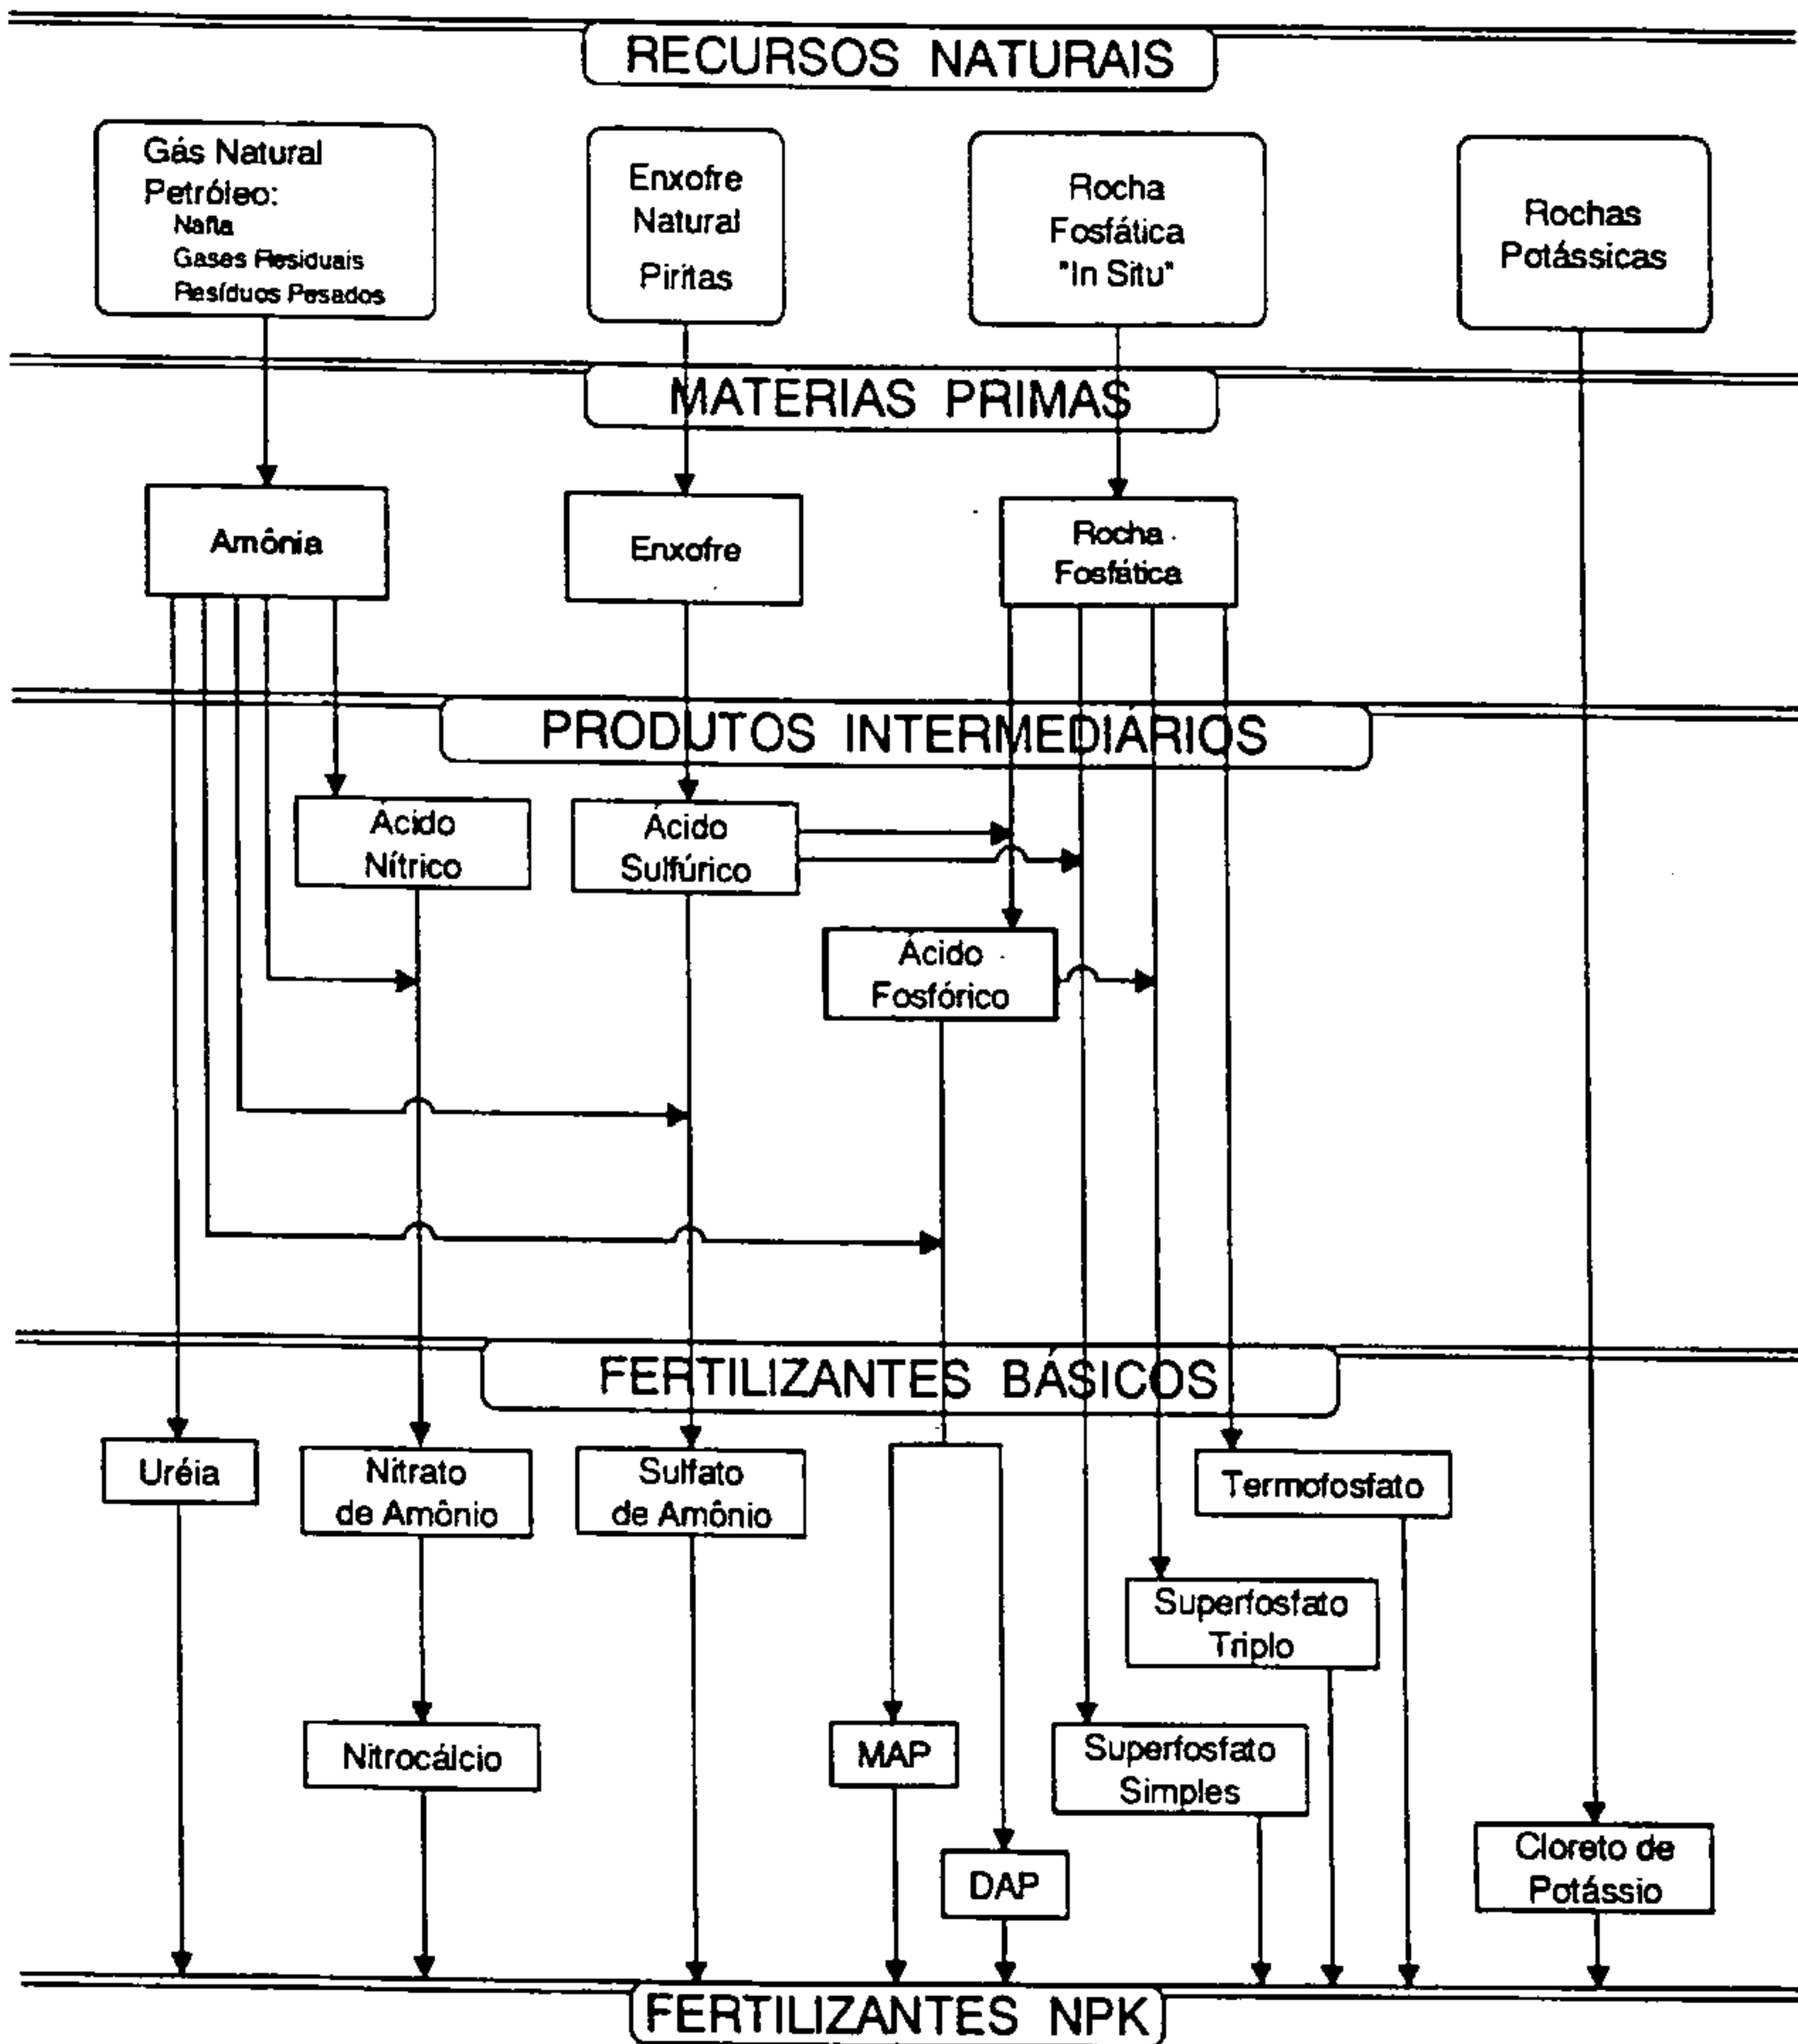 RECURSOS NATURAIS
Gás Natural
Petróleo:
Nafta
Gases Residuais
Resíduos Pesados
Enxofre
Natural
Piritas
Rocha
Fosfática
"In Situ"
Rochas
Potássicas
MATERIAS PRIMAS
Amônia
Enxofre
Rocha
Fosfática
PRODUTOS INTERMEDIÁRIOS
Ácido
Nítrico
Ácido
Sulfúrico
Ácido
Fosfórico
FERTILIZANTES BÁSICOS
Uréia
Nitrato
de Amônio
Sulfato
de Amônio
Termofosfato
Superfosfato
Triplo
Nitrocálcio
MAP
Superfosfato
Simples
DAP
Cloreto de
Potássio
FERTILIZANTES NPK